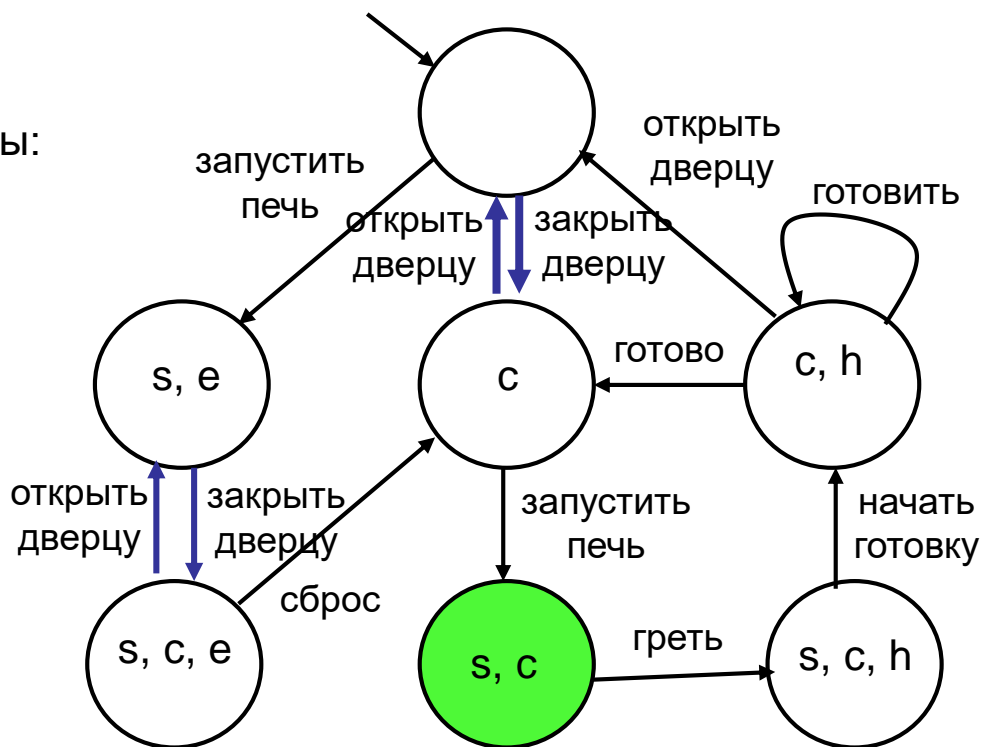 ы:
запустить
печь
открыть
дверцу
готовить
открыть
дверцу
закрыть
дверцу
s, e
c
готово
c, h
открыть
дверцу
закрыть
дверцу
запустить
печь
начать
готовку
сброс
s, c, e
s, c
греть
s, c, h